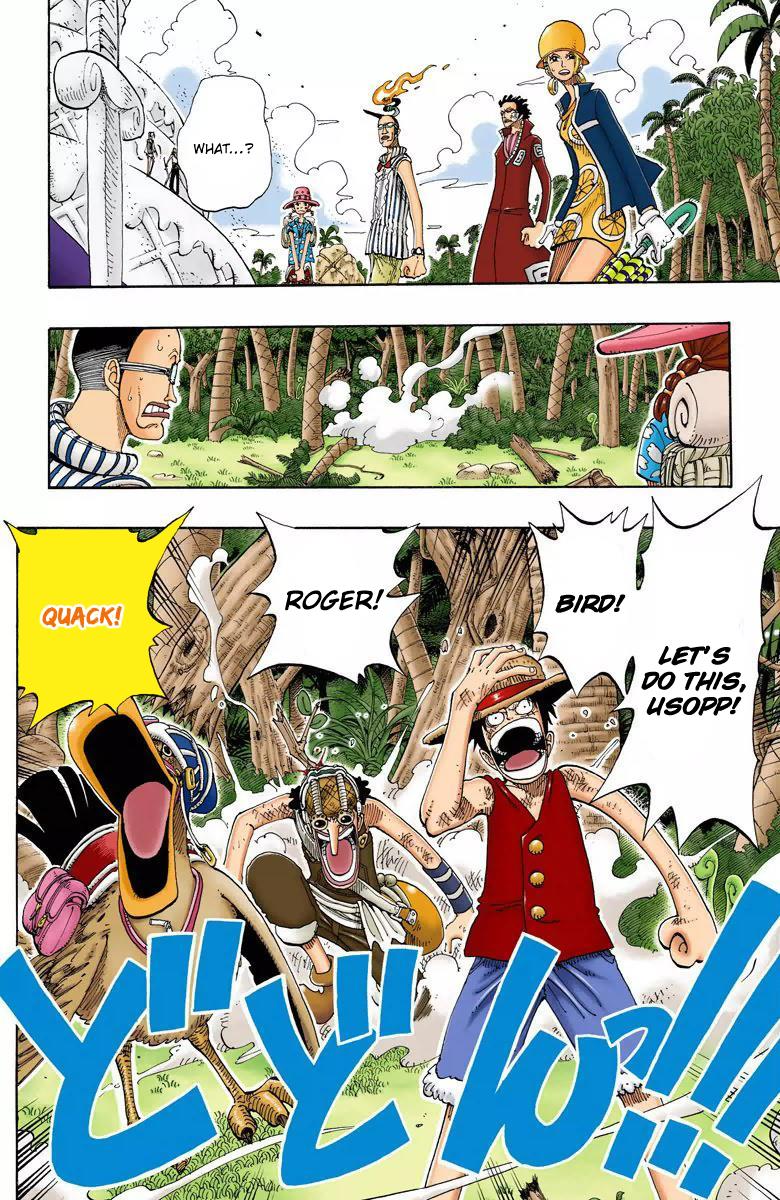 WHAT...?
BIRD!
LET'S
DO THIS,
USOPP!
ROGER!
QUACK!
どどんっ!!!